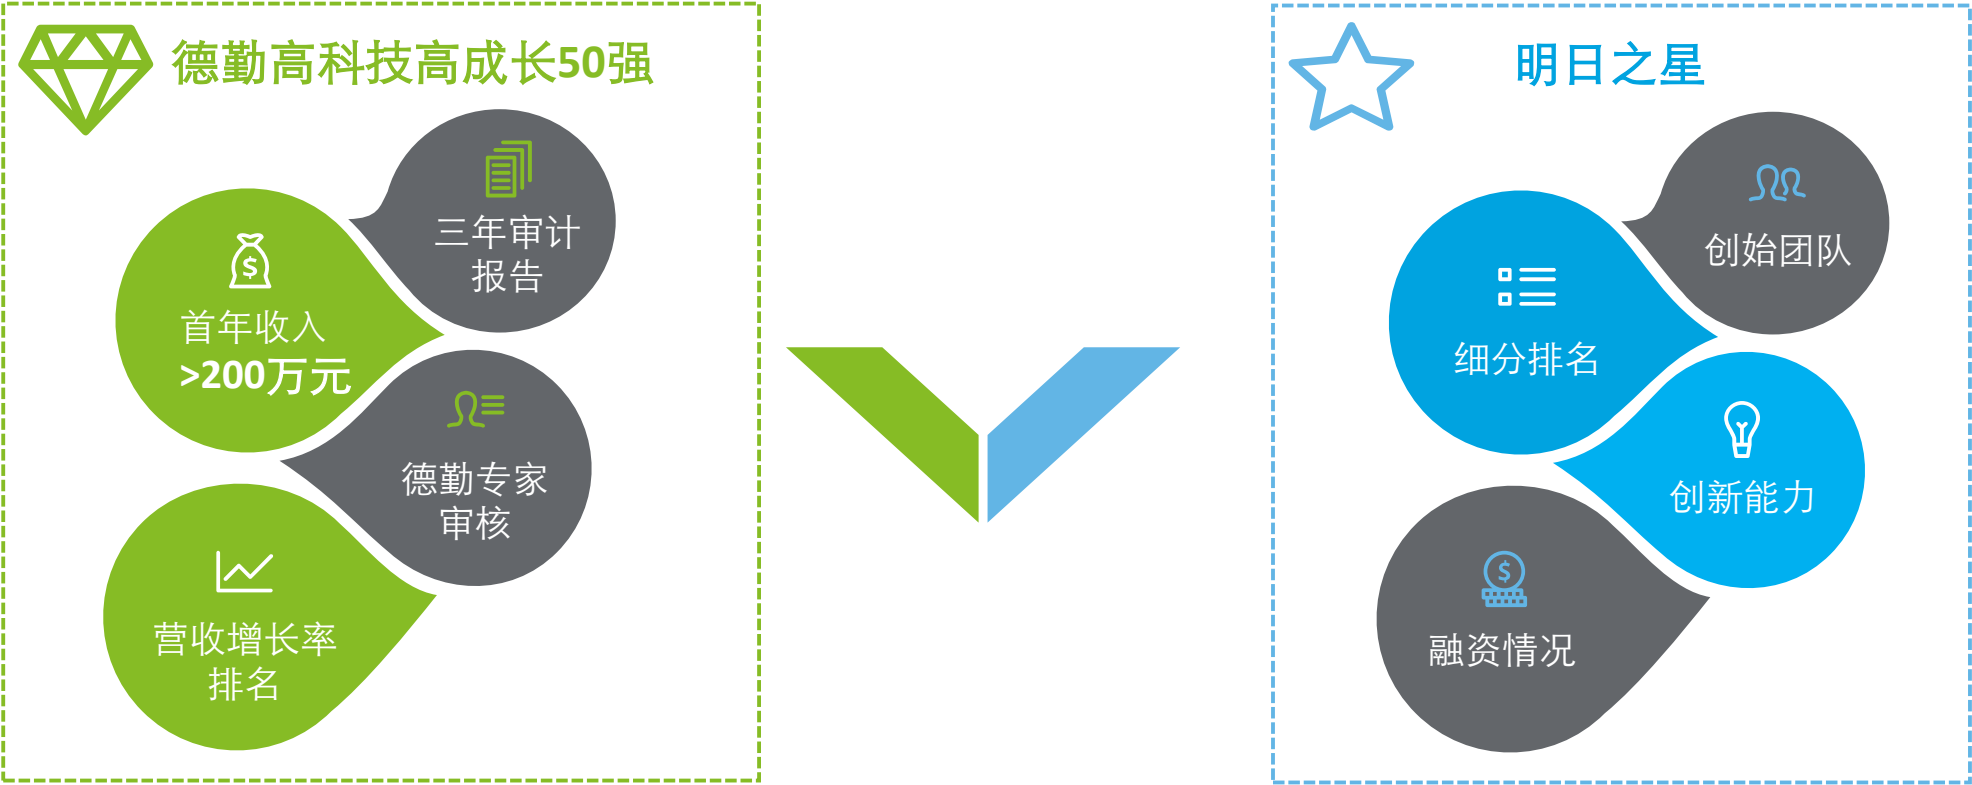 德勤高科技高成长50强
三年审计
报告
首年收入
>200万元
德勤专家
审核
营收增长率
排名
明日之星
创始团队
细分排名
创新能力
融资情况